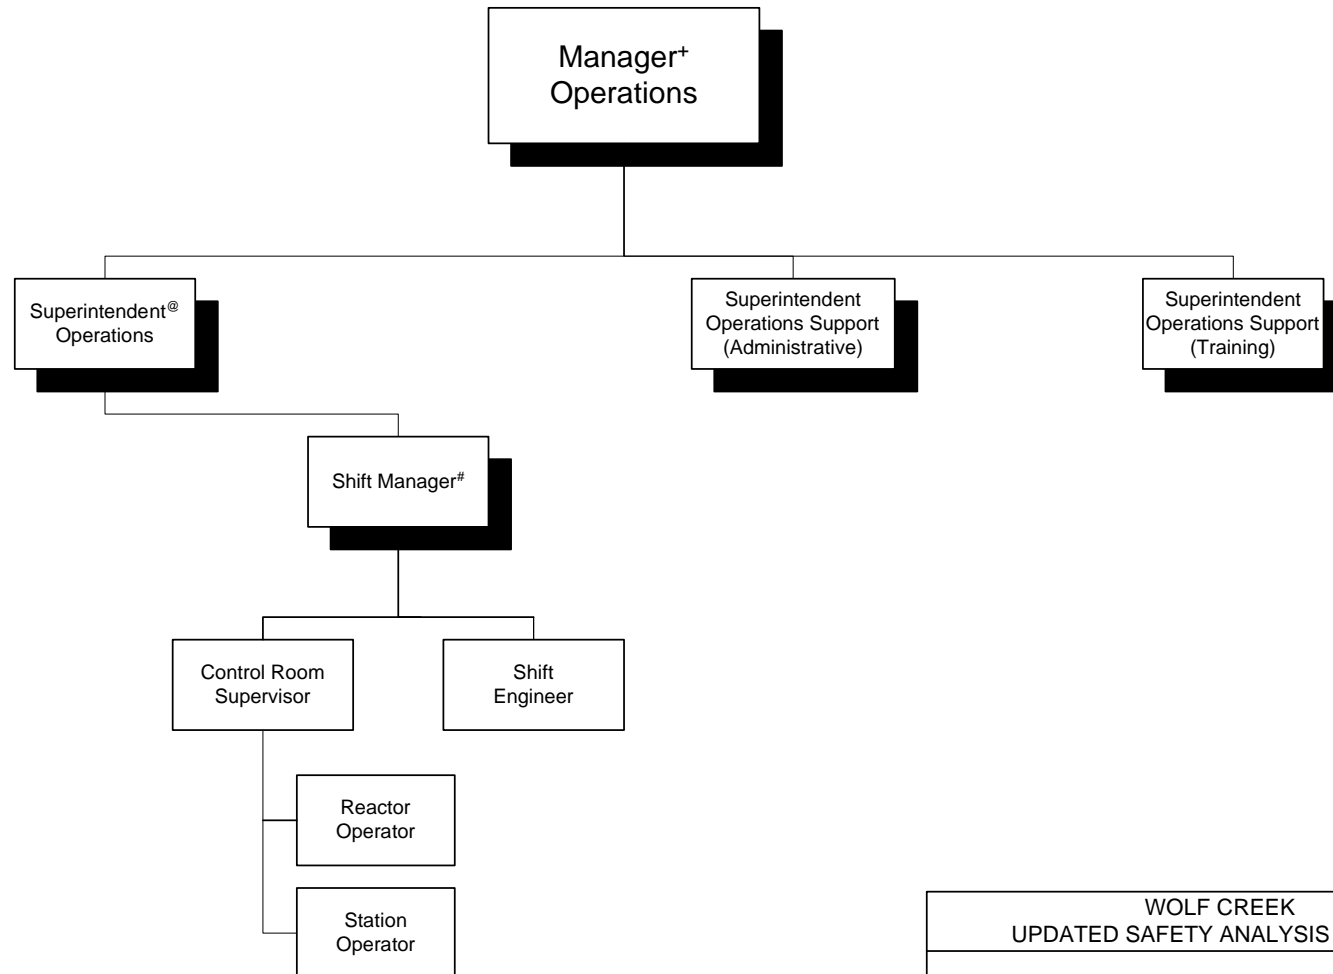 Manager+
Operations
Superintendent@
Operations
Superintendent
Operations Support
(Administrative)
Superintendent
Operations Support
(Training)
Shift Manager#
Control Room
Supervisor
Shift
Engineer
Reactor
Operator
Station
Operator
WOLF CREEK
UPDATED SAFETY ANALYSIS